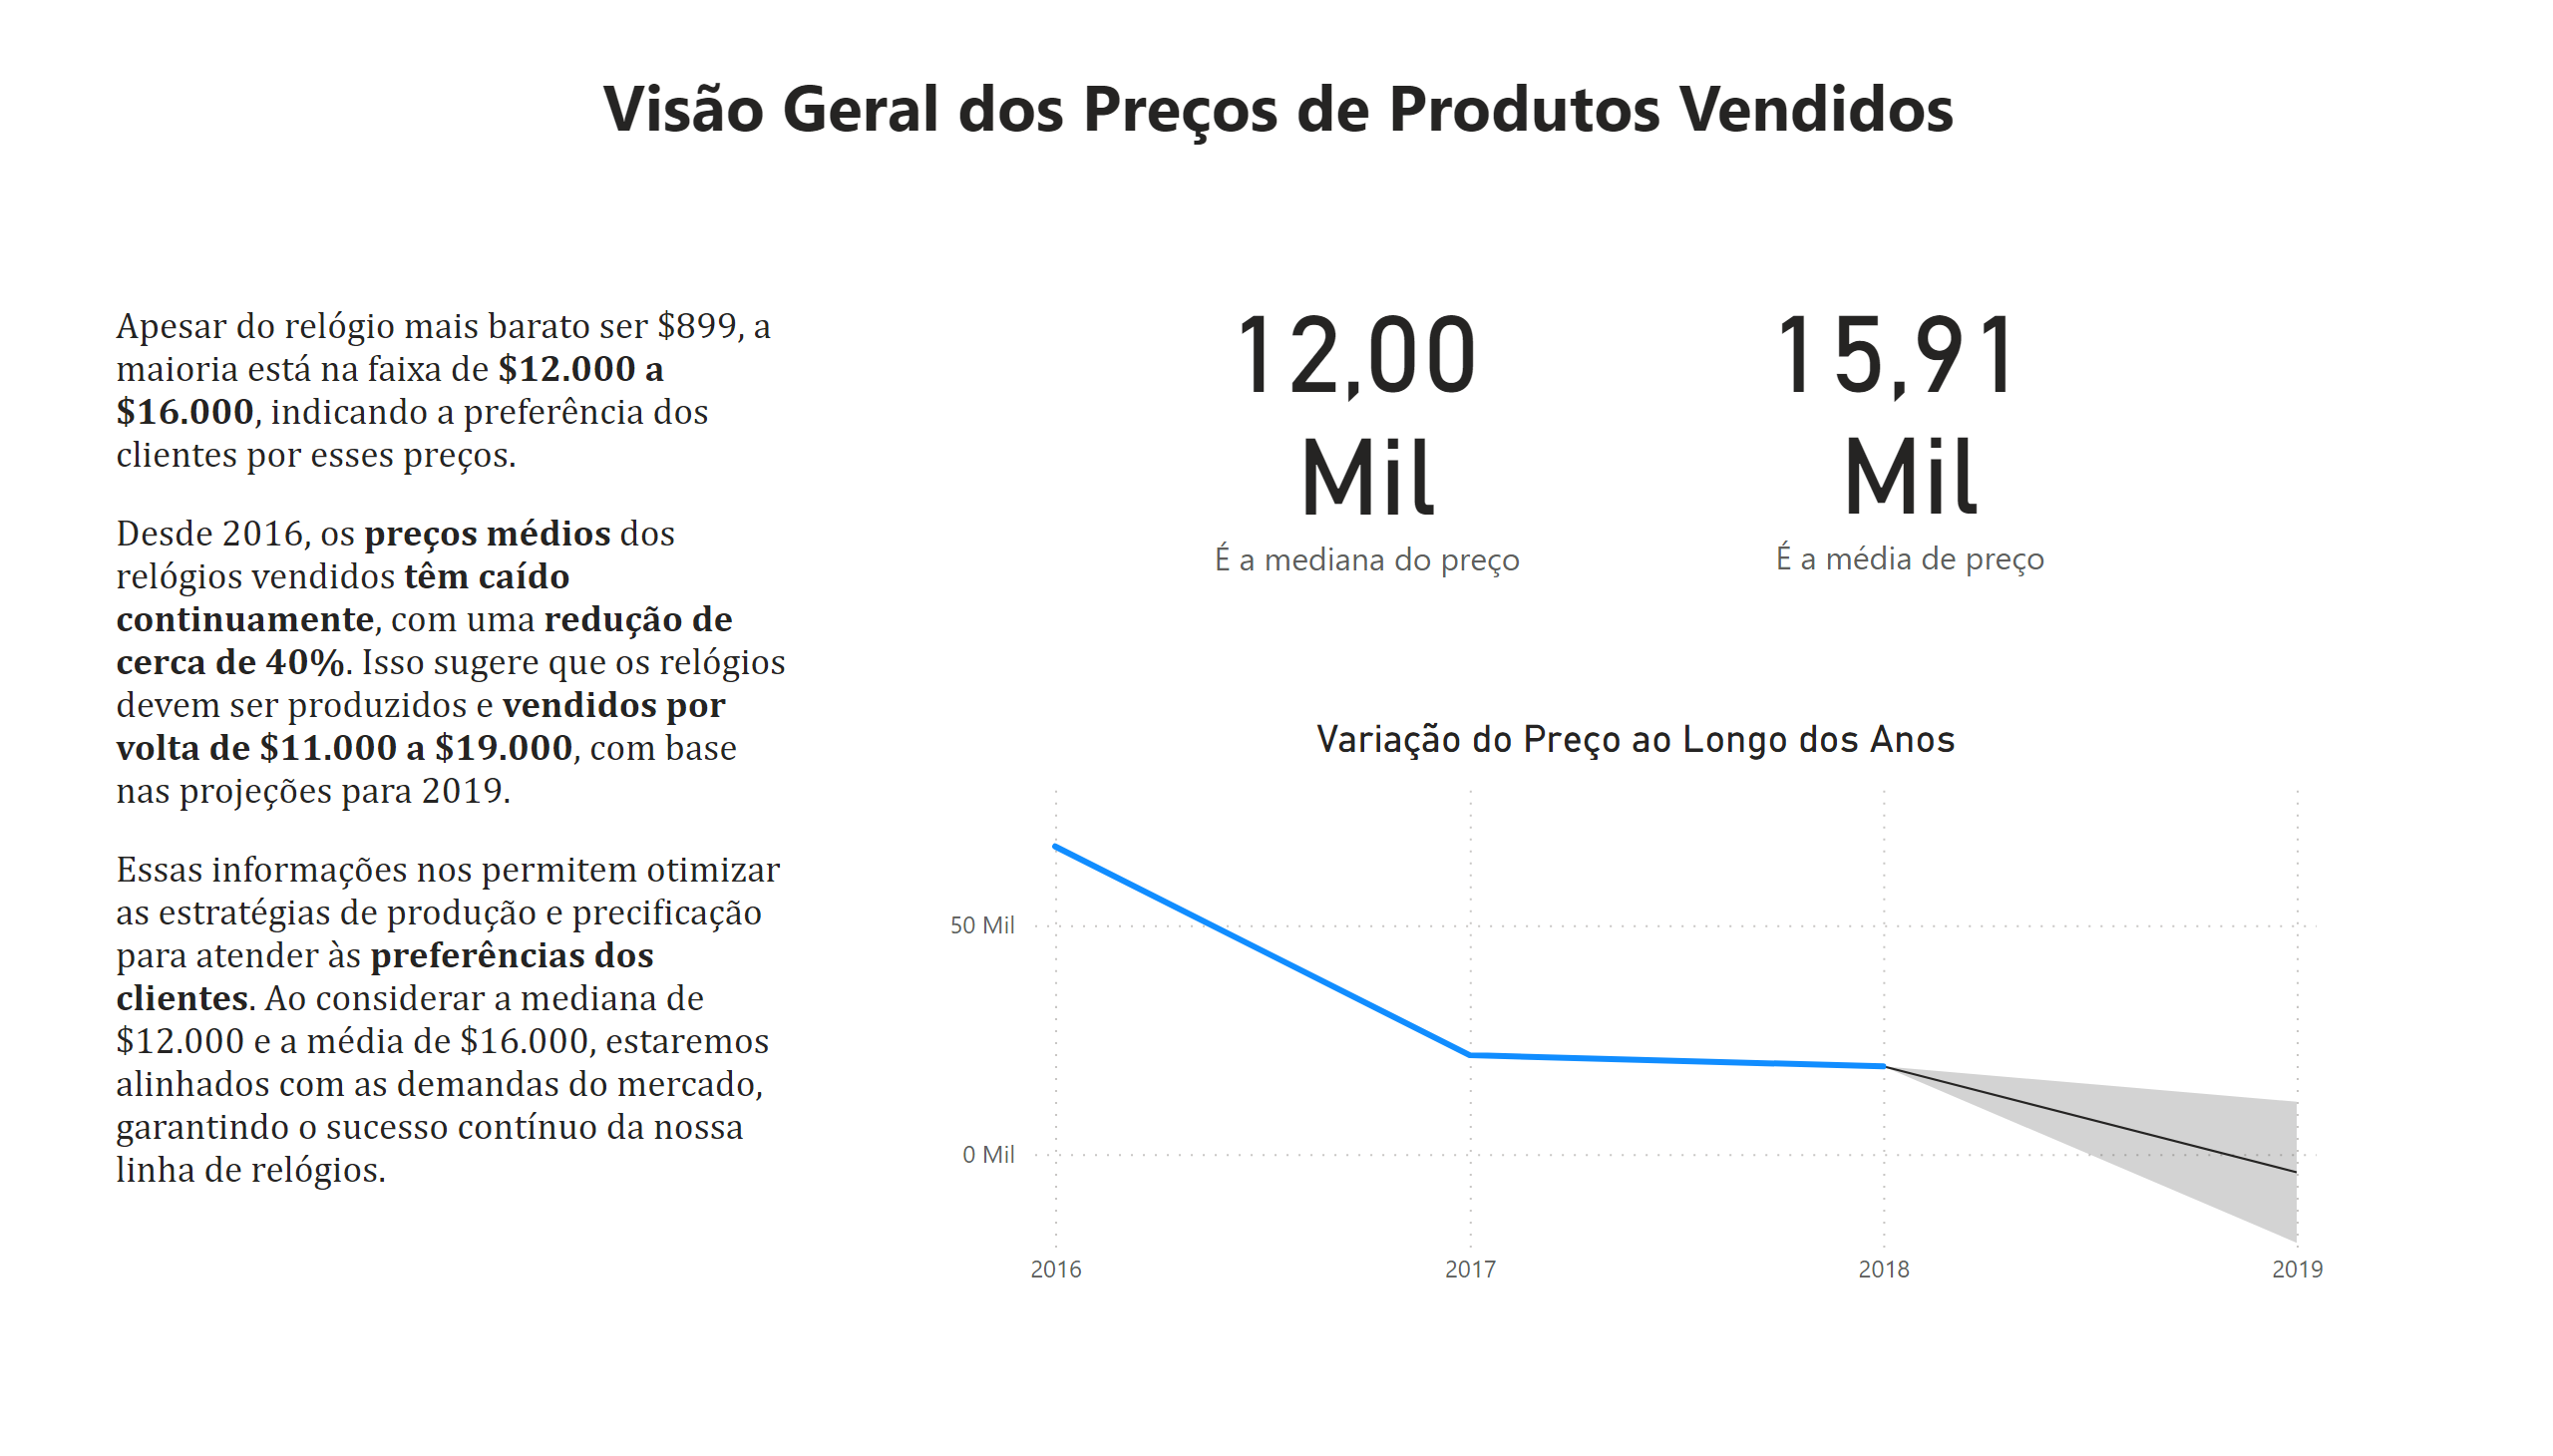 Visão Geral dos Preços de Produtos Vendidos
Apesar do relógio mais barato ser $899, a
maioria está na faixa de $12.000 a
$16.000, indicando a preferência dos
clientes por esses preços.
Desde 2016, os preços médios dos
relógios vendidos têm caído
continuamente, com uma redução de
cerca de 40%. Isso sugere que os relógios
devem ser produzidos e vendidos por
volta de $11.000 a $19.000, com base
nas projeções para 2019.
Essas informações nos permitem otimizar
as estratégias de produção e precificação
para atender às preferências dos
clientes. Ao considerar a mediana de
$12.000 e a média de $16.000, estaremos
alinhados com as demandas do mercado,
garantindo o sucesso contínuo da nossa
linha de relógios.
12,00
Mil
É a mediana do preço
15,91
Mil
É a média de preço
Variação do Preço ao Longo dos Anos
50 Mil
0 Mil
2016
2017
2018
2019